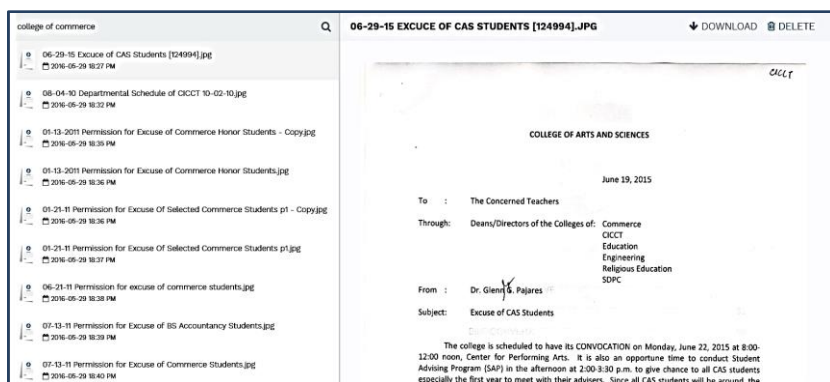 college of commerce
06-29-15 Excuce of CAS Students [124994].jpg
2016-05-29 18:27 PM
08-04-10 Departmental Schedule of CICCT 10-02-10.jpg
2016-05-29 18:32 PM
01-13-2011 Permission for Excuse of Commerce Honor Students - Copy.jpg
2016-05-29 18:35 PM
01-13-2011 Permission for Excuse of Commerce Honor Students.jpg
2016-05-29 18:36 PM
01-21-11 Permission for Excuse Of Selected Commerce Students p1 - Copy.jpg
2016-05-29 18:36 PM
01-21-11 Permission for Excuse Of Selected Commerce Students p1.jpg
2016-05-29 18:37 PM
06-21-11 Permission for excuse of commerce students.jpg
2016-05-29 18:38 PM
07-13-11 Permission for Excuse of BS Accountancy Students.jpg
2016-05-29 18:39 PM
07-13-11 Permission for Excuse of Commerce Students.jpg
2016-05-29 18:40 PM
06-29-15 EXCUCE OF CAS STUDENTS [124994].JPG
DOWNLOAD DELETE
CICCT
COLLEGE OF ARTS AND SCIENCES
June 19, 2015
To : The Concerned Teachers
Through: Deans/Directors of the Colleges of: Commerce
CICCT
Education
Engineering
Religious Education
SDPC
From : Dr. Glenn G. Pajares
Subject: Excuse of CAS Students
The college is scheduled to have its CONVOCATION on Monday, June 22, 2015 at 8:00-
12:00 noon, Center for Performing Arts. It is also an opportune time to conduct Student
Advising Program (SAP) in the afternoon at 2:00-3:30 p.m. to give chance to all CAS students
especially the first year to meet with their advisers. Since all CAS students will be around, the